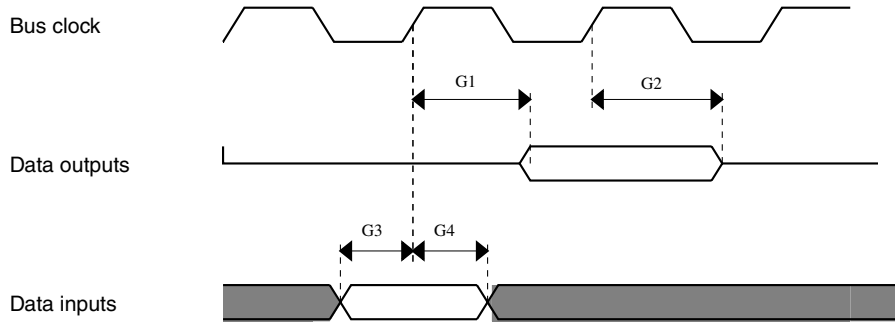 Bus clock
G1
G2
Data outputs
G3
G4
Data inputs